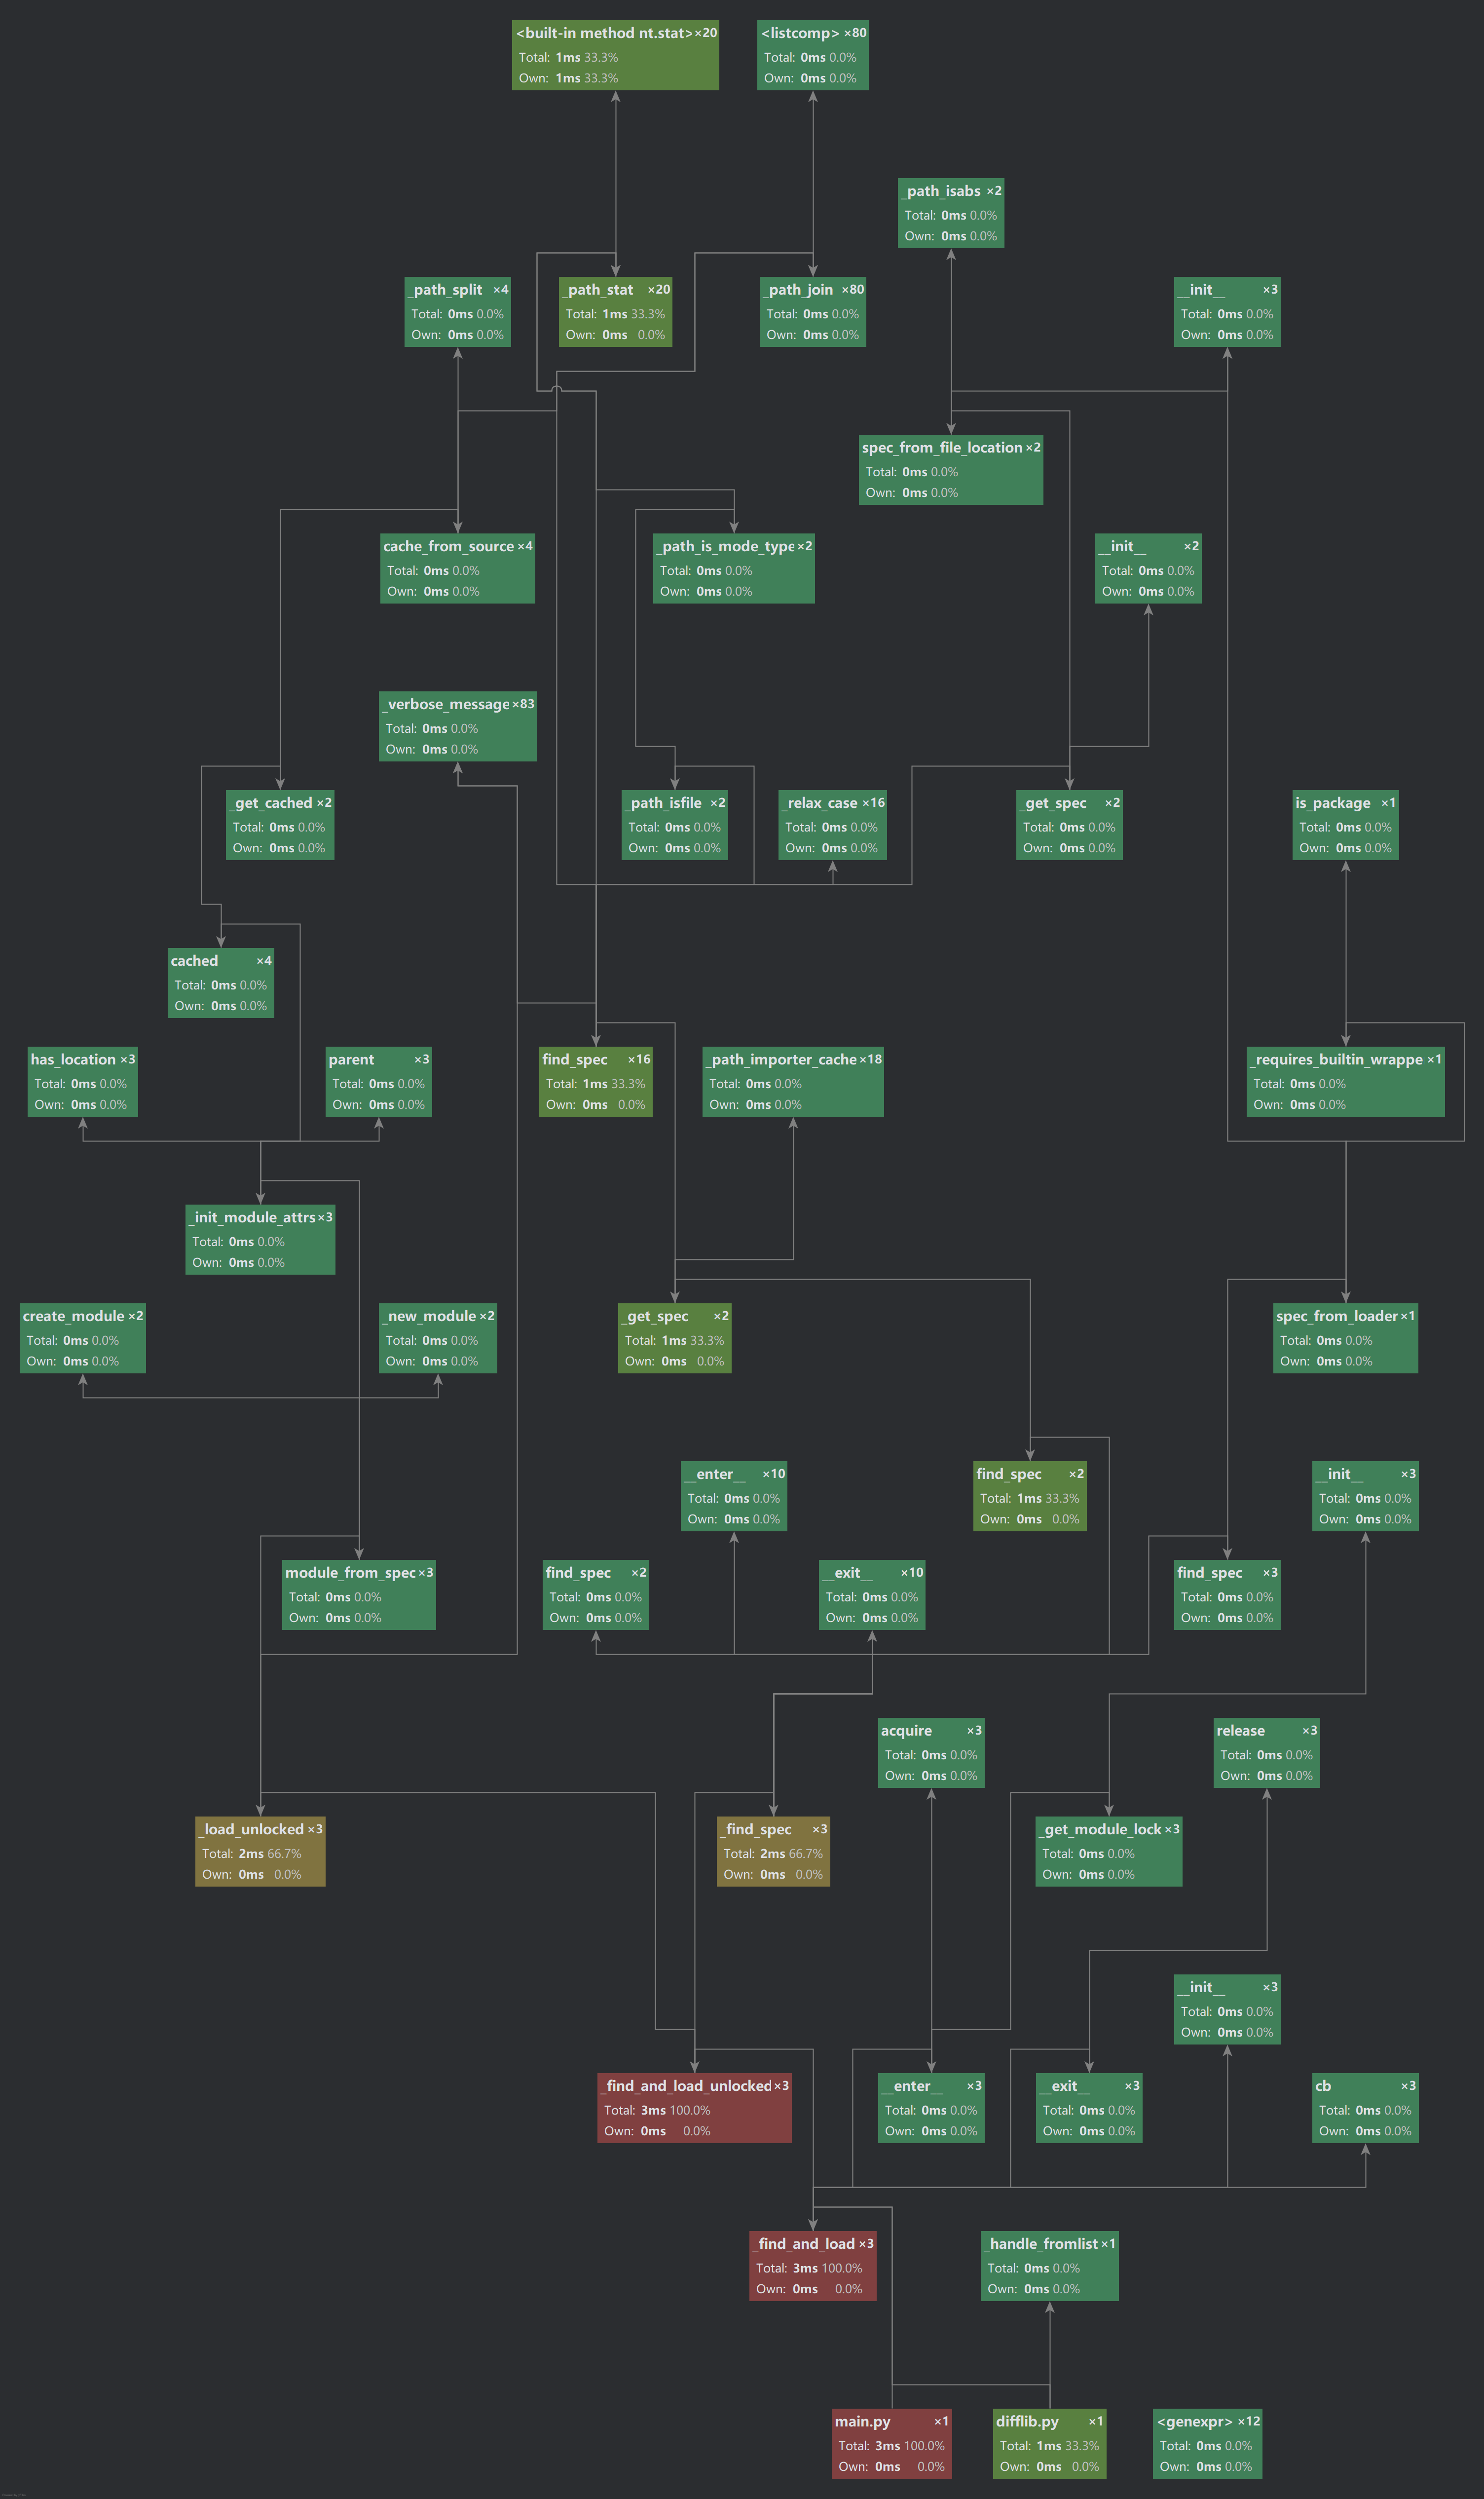 <built-in method nt.stat> ×20
Total: 1ms 33.3%
Own: 1ms 33.3%
<listcomp> ×80
Total: 0ms 0.0%
Own: 0ms 0.0%
_path_isabs ×2
Total: 0ms 0.0%
Own: 0ms 0.0%
_path_split ×4
Total: 0ms 0.0%
Own: 0ms 0.0%
_path_stat ×20
Total: 1ms 33.3%
Own: 0ms 0.0%
_path_join ×80
Total: 0ms 0.0%
Own: 0ms 0.0%
__init__ ×3
Total: 0ms 0.0%
Own: 0ms 0.0%
spec_from_file_location ×2
Total: 0ms 0.0%
Own: 0ms 0.0%
cache_from_source ×4
Total: 0ms 0.0%
Own: 0ms 0.0%
_path_is_mode_type ×2
Total: 0ms 0.0%
Own: 0ms 0.0%
__init__ ×2
Total: 0ms 0.0%
Own: 0ms 0.0%
_verbose_message ×83
Total: 0ms 0.0%
Own: 0ms 0.0%
_get_cached ×2
Total: 0ms 0.0%
Own: 0ms 0.0%
_path_isfile ×2
Total: 0ms 0.0%
Own: 0ms 0.0%
_relax_case ×16
Total: 0ms 0.0%
Own: 0ms 0.0%
_get_spec ×2
Total: 0ms 0.0%
Own: 0ms 0.0%
is_package ×1
Total: 0ms 0.0%
Own: 0ms 0.0%
cached ×4
Total: 0ms 0.0%
Own: 0ms 0.0%
has_location ×3
Total: 0ms 0.0%
Own: 0ms 0.0%
parent ×3
Total: 0ms 0.0%
Own: 0ms 0.0%
find_spec ×16
Total: 1ms 33.3%
Own: 0ms 0.0%
_path_importer_cache ×18
Total: 0ms 0.0%
Own: 0ms 0.0%
_requires_builtin_wrappe ×1
Total: 0ms 0.0%
Own: 0ms 0.0%
_init_module_attrs ×3
Total: 0ms 0.0%
Own: 0ms 0.0%
create_module ×2
Total: 0ms 0.0%
Own: 0ms 0.0%
_new_module ×2
Total: 0ms 0.0%
Own: 0ms 0.0%
_get_spec ×2
Total: 1ms 33.3%
Own: 0ms 0.0%
spec_from_loader ×1
Total: 0ms 0.0%
Own: 0ms 0.0%
__enter__ ×10
Total: 0ms 0.0%
Own: 0ms 0.0%
find_spec ×2
Total: 1ms 33.3%
Own: 0ms 0.0%
__init__ ×3
Total: 0ms 0.0%
Own: 0ms 0.0%
module_from_spec ×3
Total: 0ms 0.0%
Own: 0ms 0.0%
find_spec ×2
Total: 0ms 0.0%
Own: 0ms 0.0%
__exit__ ×10
Total: 0ms 0.0%
Own: 0ms 0.0%
find_spec ×3
Total: 0ms 0.0%
Own: 0ms 0.0%
acquire ×3
Total: 0ms 0.0%
Own: 0ms 0.0%
release ×3
Total: 0ms 0.0%
Own: 0ms 0.0%
_load_unlocked ×3
Total: 2ms 66.7%
Own: 0ms 0.0%
_find_spec ×3
Total: 2ms 66.7%
Own: 0ms 0.0%
_get_module_lock ×3
Total: 0ms 0.0%
Own: 0ms 0.0%
__init__ ×3
Total: 0ms 0.0%
Own: 0ms 0.0%
_find_and_load_unlocked ×3
Total: 3ms 100.0%
Own: 0ms 0.0%
__enter__ ×3
Total: 0ms 0.0%
Own: 0ms 0.0%
__exit__ ×3
Total: 0ms 0.0%
Own: 0ms 0.0%
cb ×3
Total: 0ms 0.0%
Own: 0ms 0.0%
_find_and_load ×3
Total: 3ms 100.0%
Own: 0ms 0.0%
_handle_fromlist ×1
Total: 0ms 0.0%
Own: 0ms 0.0%
main.py ×1
Total: 3ms 100.0%
Own: 0ms 0.0%
difflib.py ×1
Total: 1ms 33.3%
Own: 0ms 0.0%
<genexpr> ×12
Total: 0ms 0.0%
Own: 0ms 0.0%